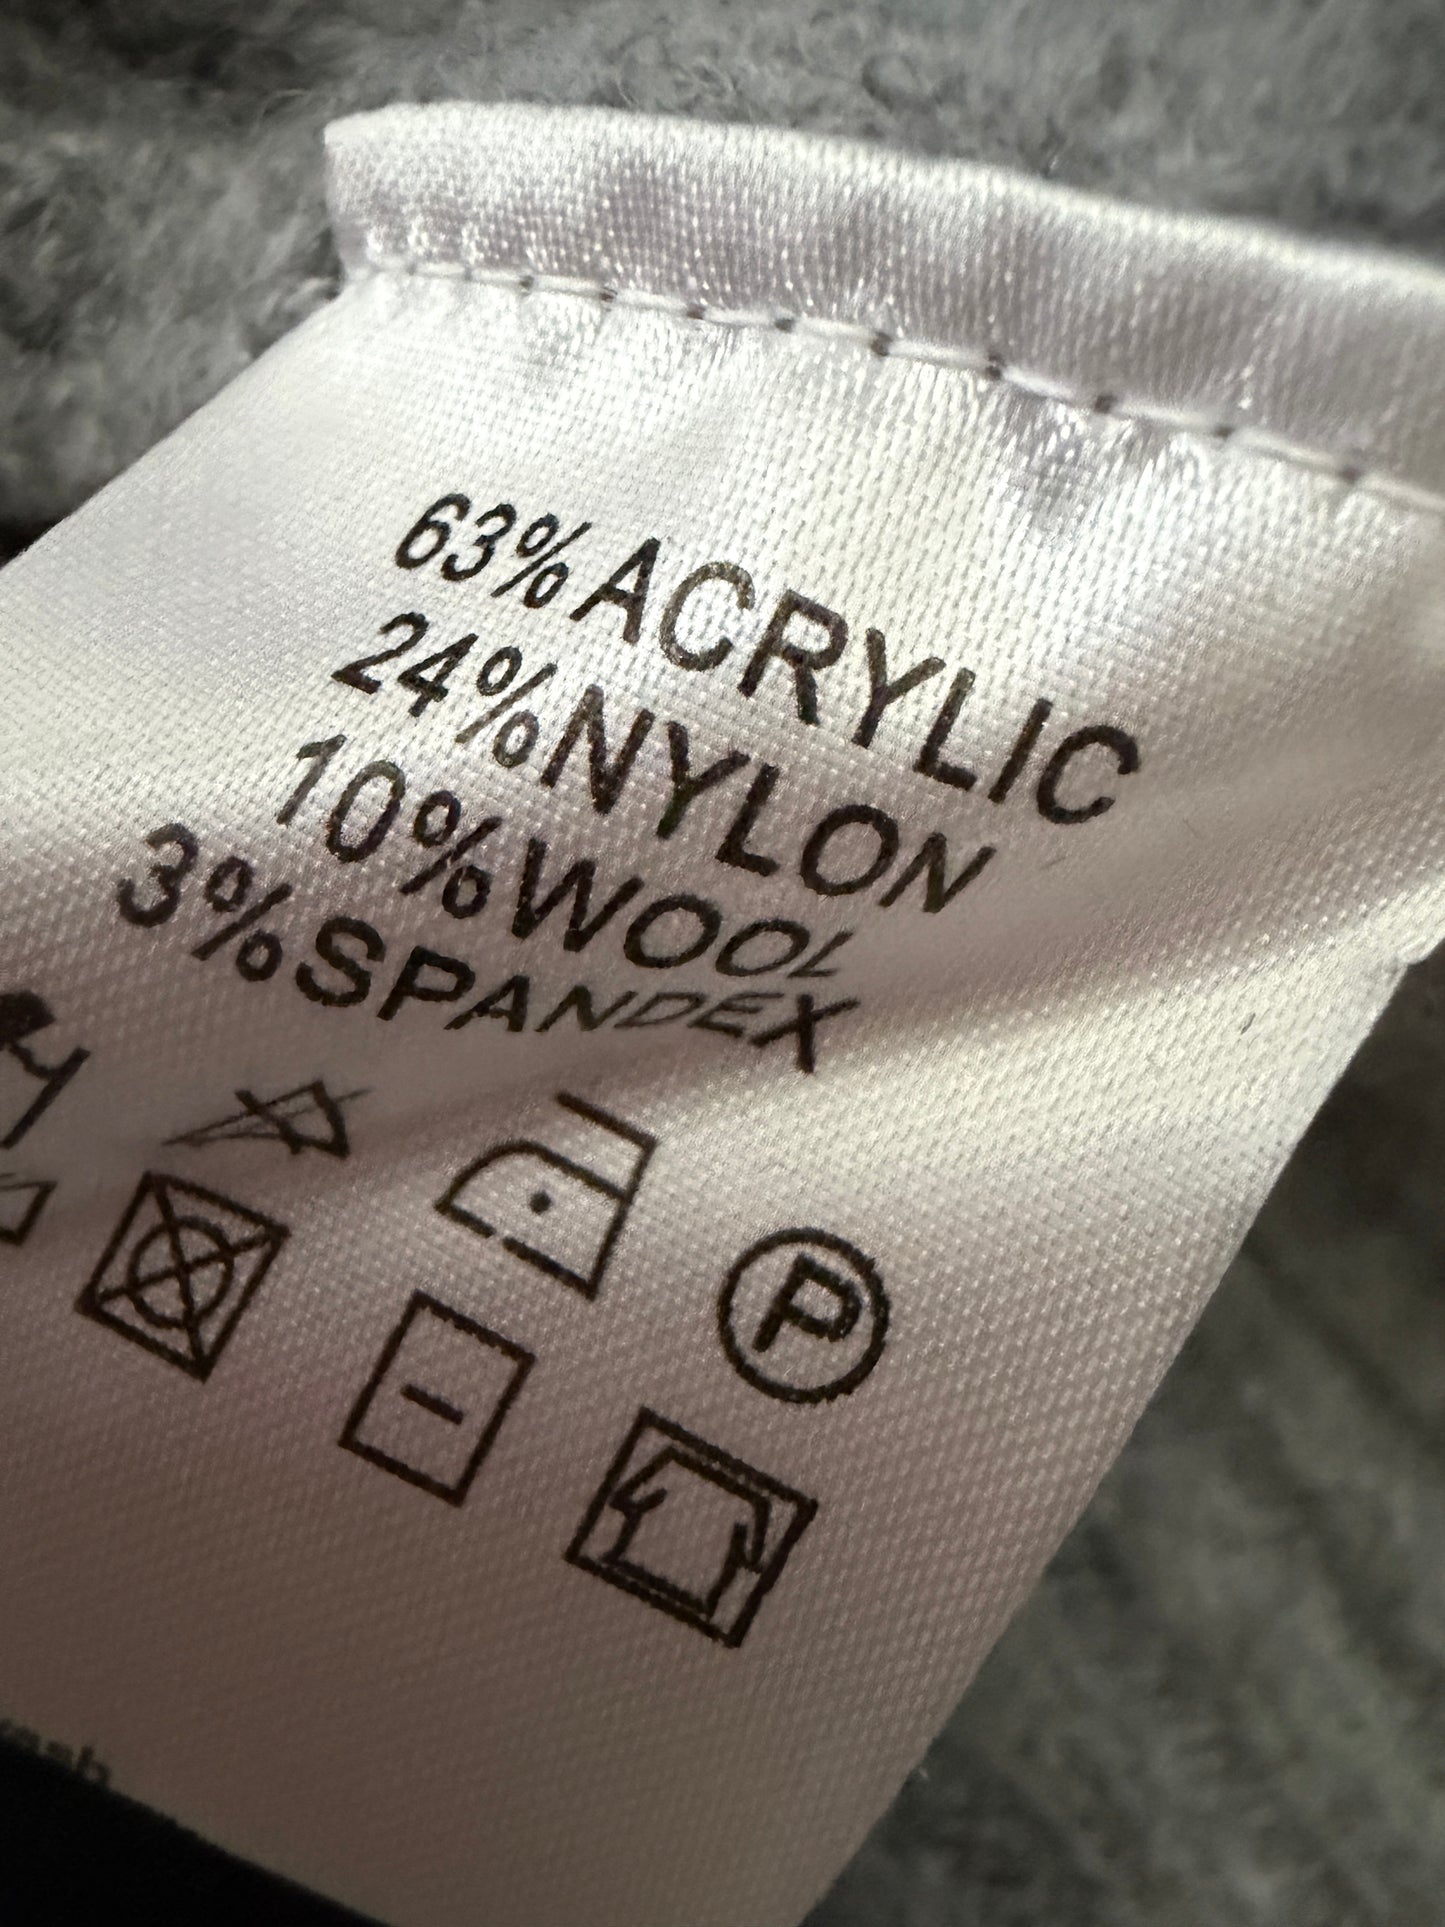 63% ACRYLIC
24% NYLON
10% WOOL
3% SPANDEX
P